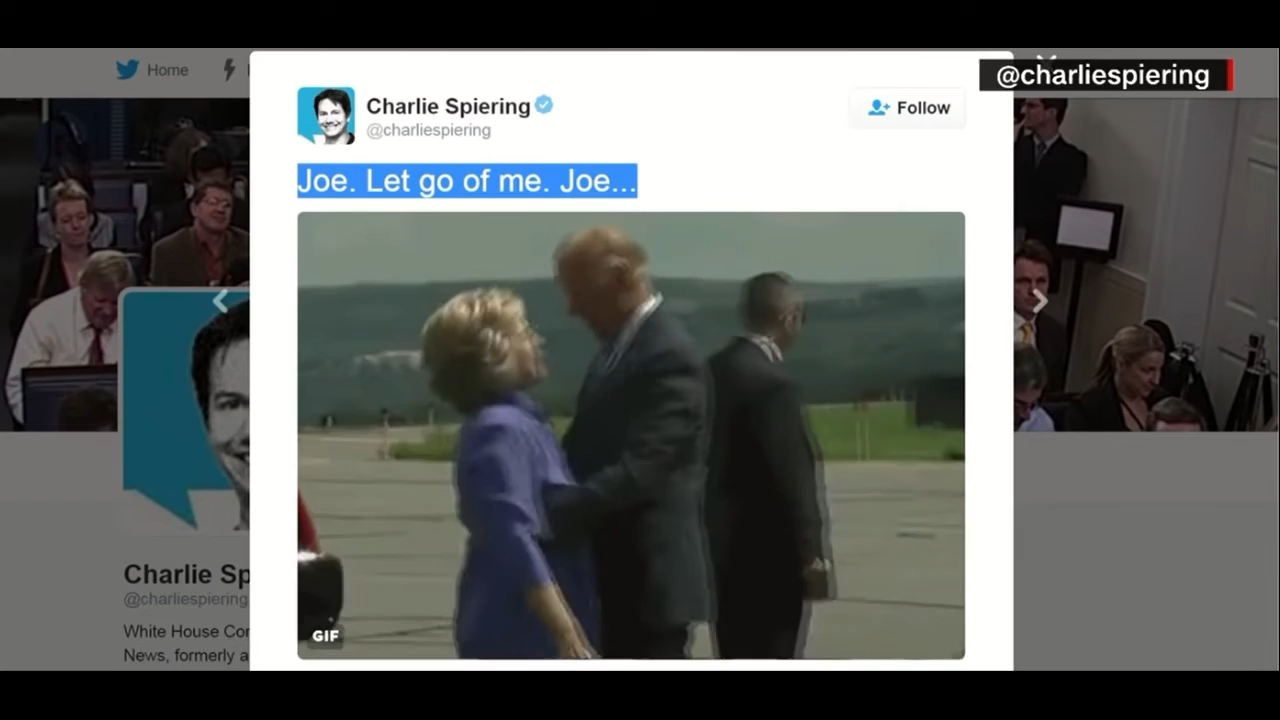 Home
@charliespiering
Charlie Spiering
Follow
@charliespiering
Joe. Let go of me. Joe...
GIF
Charlie Sp
@charliespiering
White House Cor
News, formerly a